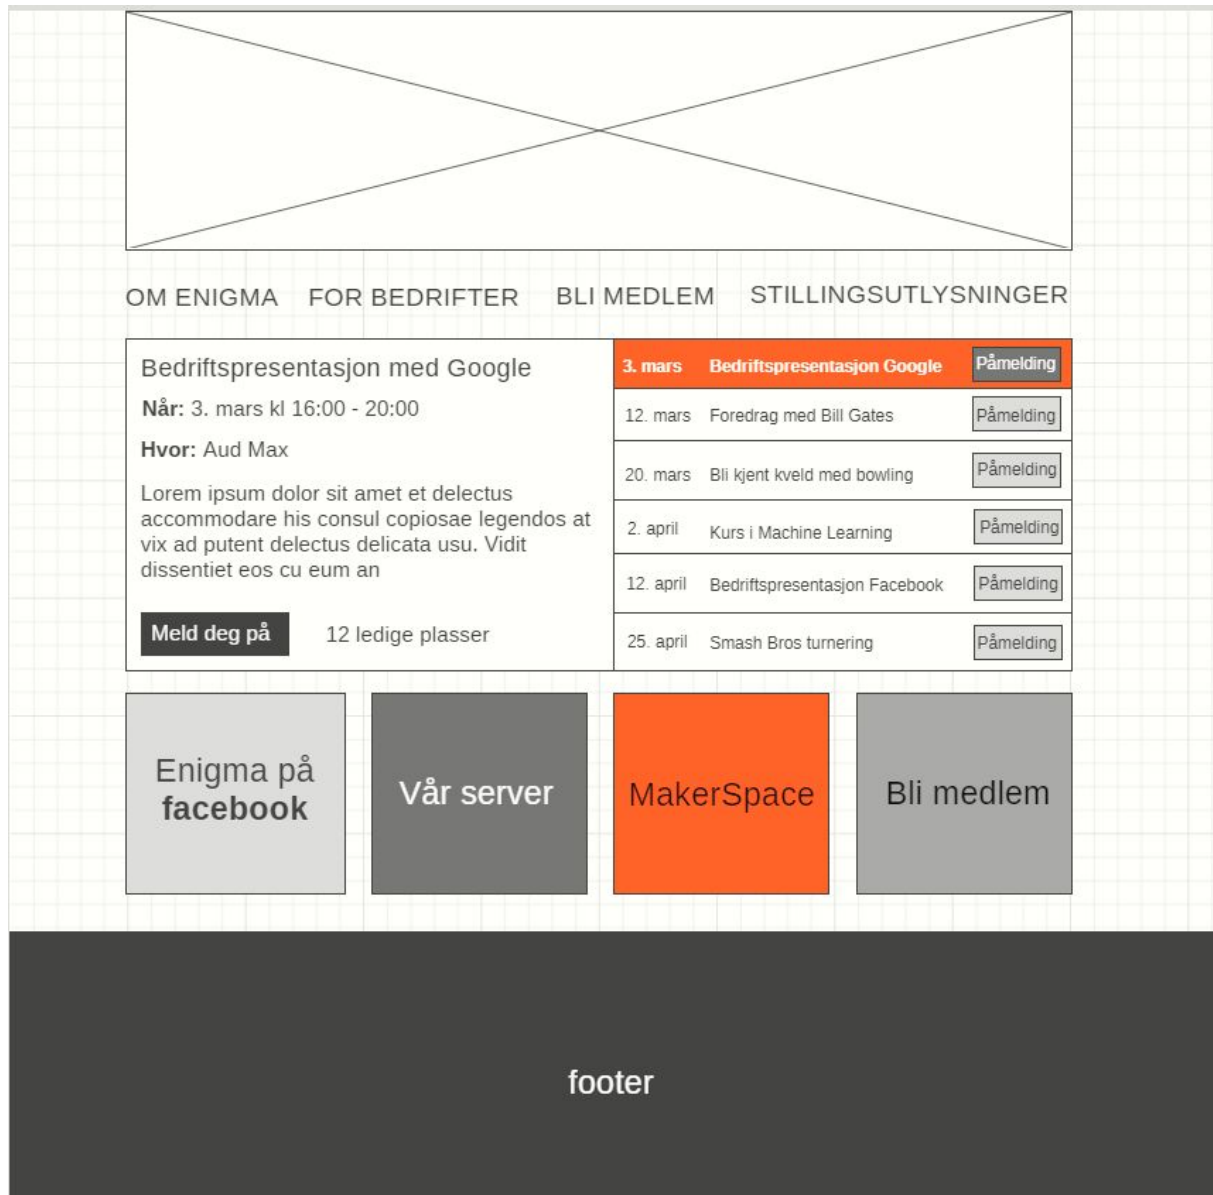 OM ENIGMA FOR BEDRIFTER BLI MEDLEM STILLINGSUTLYSNINGER
Bedriftspresentasjon med Google
Når: 3. mars kl 16:00 - 20:00
Hvor: Aud Max
Lorem ipsum dolor sit amet et delectus
accommodare his consul copiosae legendos at
vix ad putent delectus delicata usu. Vidit
dissentiet eos cu eum an
Meld deg på 12 ledige plasser
3. mars Bedriftspresentasjon Google Påmelding
12. mars Foredrag med Bill Gates Påmelding
20. mars Bli kjent kveld med bowling Påmelding
2. april Kurs i Machine Learning Påmelding
12. april Bedriftspresentasjon Facebook Påmelding
25. april Smash Bros turnering Påmelding
Enigma på
facebook
Vår server
MakerSpace
Bli medlem
footer